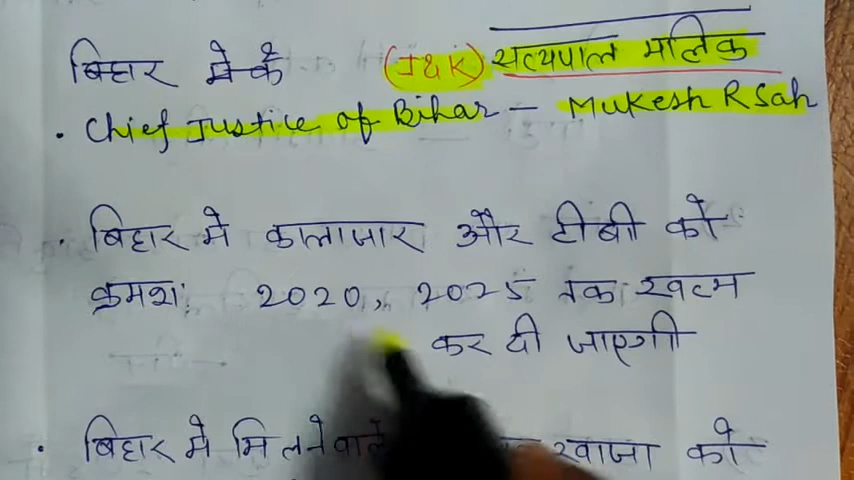 बिहार मे के (J&K) सत्यपाल मलिक
• Chief Justice of Bihar - Mukesh R Sah
• बिहार मे कालाजार और टीबी को
क्रमशः 2020, 2025 तक खत्म
कर दी जाएगी
• बिहार मे मिलनेवाले खाजा को